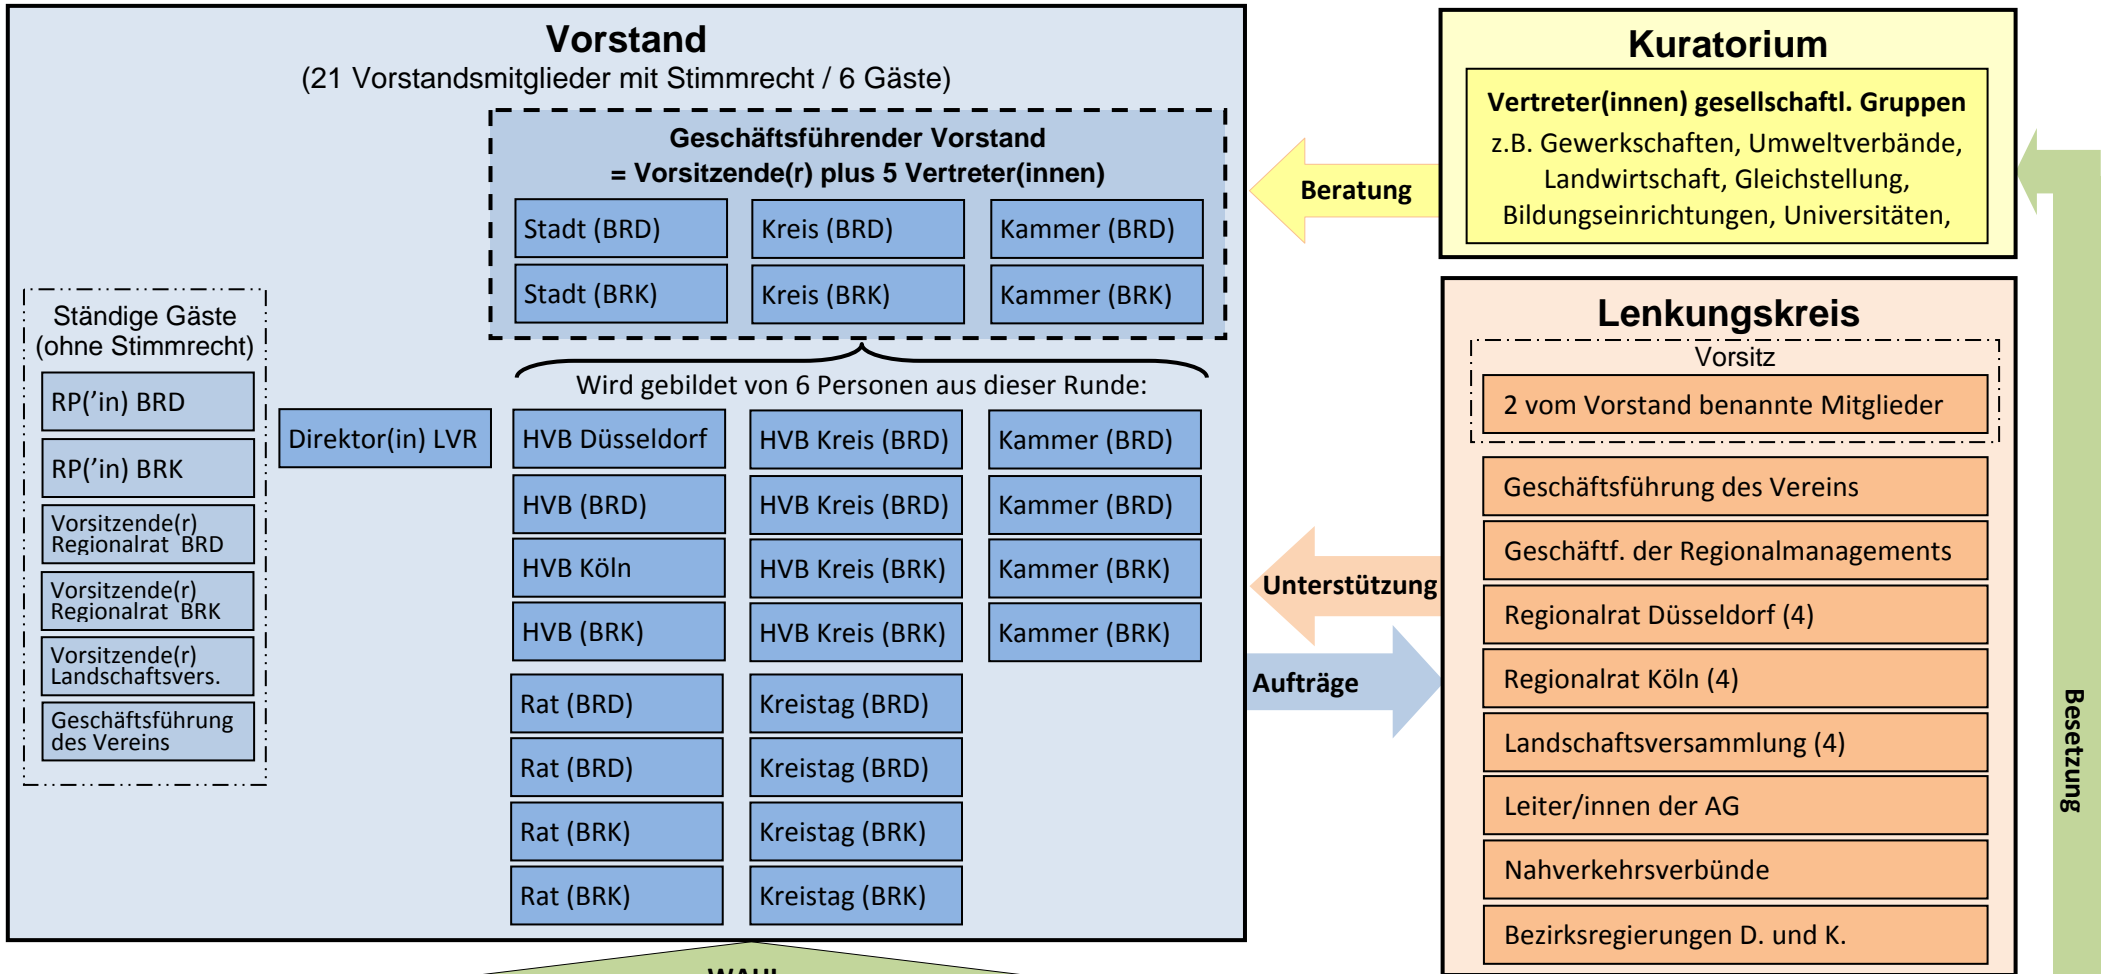 Vorstand
(21 Vorstandsmitglieder mit Stimmrecht / 6 Gäste)
Geschäftsführender Vorstand
= Vorsitzende(r) plus 5 Vertreter(innen)
Stadt (BRD)
Kreis (BRD)
Kammer (BRD)
Stadt (BRK)
Kreis (BRK)
Kammer (BRK)
Wird gebildet von 6 Personen aus dieser Runde:
Ständige Gäste
(ohne Stimmrecht)
RP('in) BRD
RP('in) BRK
Vorsitzende(r)
Regionalrat BRD
Vorsitzende(r)
Regionalrat BRK
Vorsitzende(r)
Landschaftsvers.
Geschäftsführung
des Vereins
Direktor(in) LVR
HVB Düsseldorf
HVB Kreis (BRD)
Kammer (BRD)
HVB (BRD)
HVB Kreis (BRD)
Kammer (BRD)
HVB Köln
HVB Kreis (BRK)
Kammer (BRK)
HVB (BRK)
HVB Kreis (BRK)
Kammer (BRK)
Rat (BRD)
Kreistag (BRD)
Rat (BRD)
Kreistag (BRD)
Rat (BRK)
Kreistag (BRK)
Rat (BRK)
Kreistag (BRK)
WAHL
Beratung
Unterstützung
Aufträge
Kuratorium
Vertreter(innen) gesellschaftl. Gruppen
z.B. Gewerkschaften, Umweltverbände,
Landwirtschaft, Gleichstellung,
Bildungseinrichtungen, Universitäten,
Lenkungskreis
Vorsitz
2 vom Vorstand benannte Mitglieder
Geschäftsführung des Vereins
Geschäftf. der Regionalmanagements
Regionalrat Düsseldorf (4)
Regionalrat Köln (4)
Landschaftsversammlung (4)
Leiter/innen der AG
Nahverkehrsverbünde
Bezirksregierungen D. und K.
Besetzung